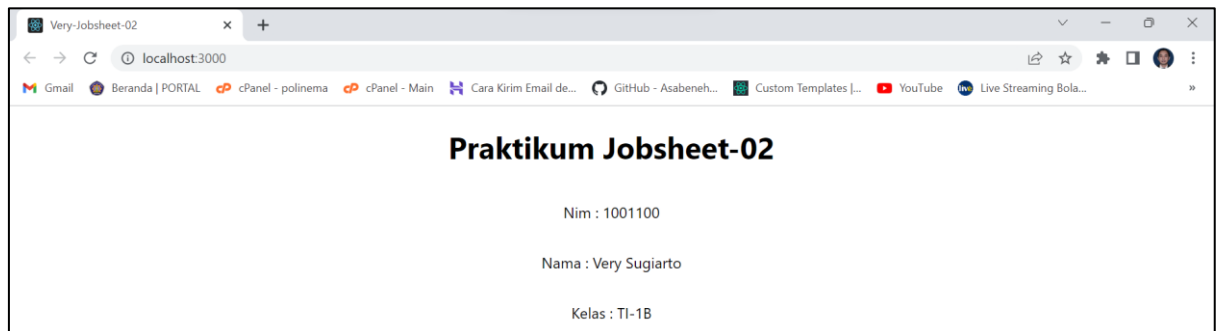 Very-Jobsheet-02
localhost:3000
Gmail Beranda | PORTAL cPanel - polinema cPanel - Main Cara Kirim Email de... GitHub - Asabeneh... Custom Templates |... YouTube live Live Streaming Bola... »
Praktikum Jobsheet-02
Nim : 1001100
Nama : Very Sugiarto
Kelas : TI-1B